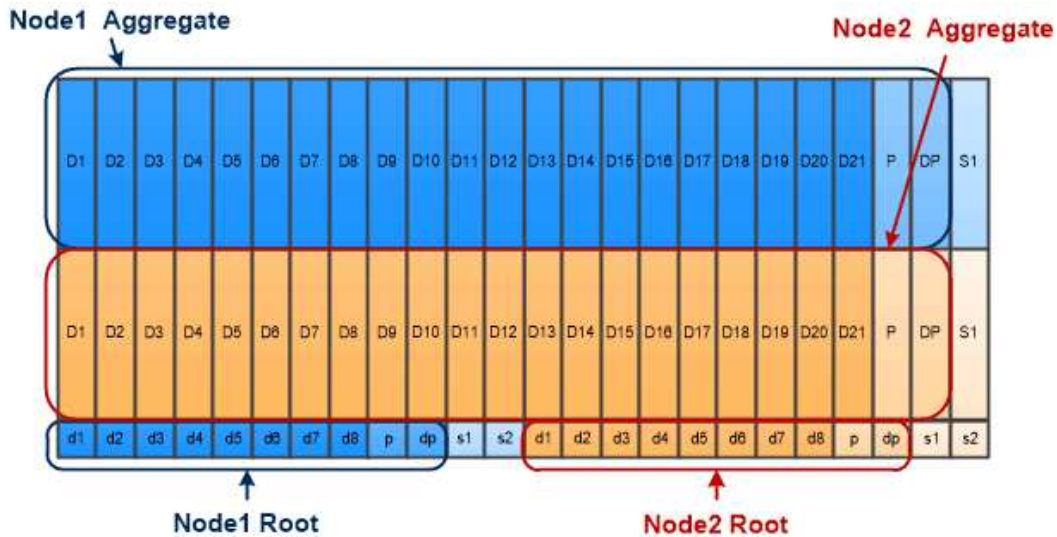 Node1 Aggregate
Node2 Aggregate
D1 D2 D3 D4 D5 D6 D7 D8 D9 D10 D11 D12 D13 D14 D15 D16 D17 D18 D19 D20 D21 P DP S1
D1 D2 D3 D4 D5 D6 D7 D8 D9 D10 D11 D12 D13 D14 D15 D16 D17 D18 D19 D20 D21 P DP S1
d1 d2 d3 d4 d5 d6 d7 d8 p dp s1 s2 d1 d2 d3 d4 d5 d6 d7 d8 p dp s1 s2
Node1 Root
Node2 Root